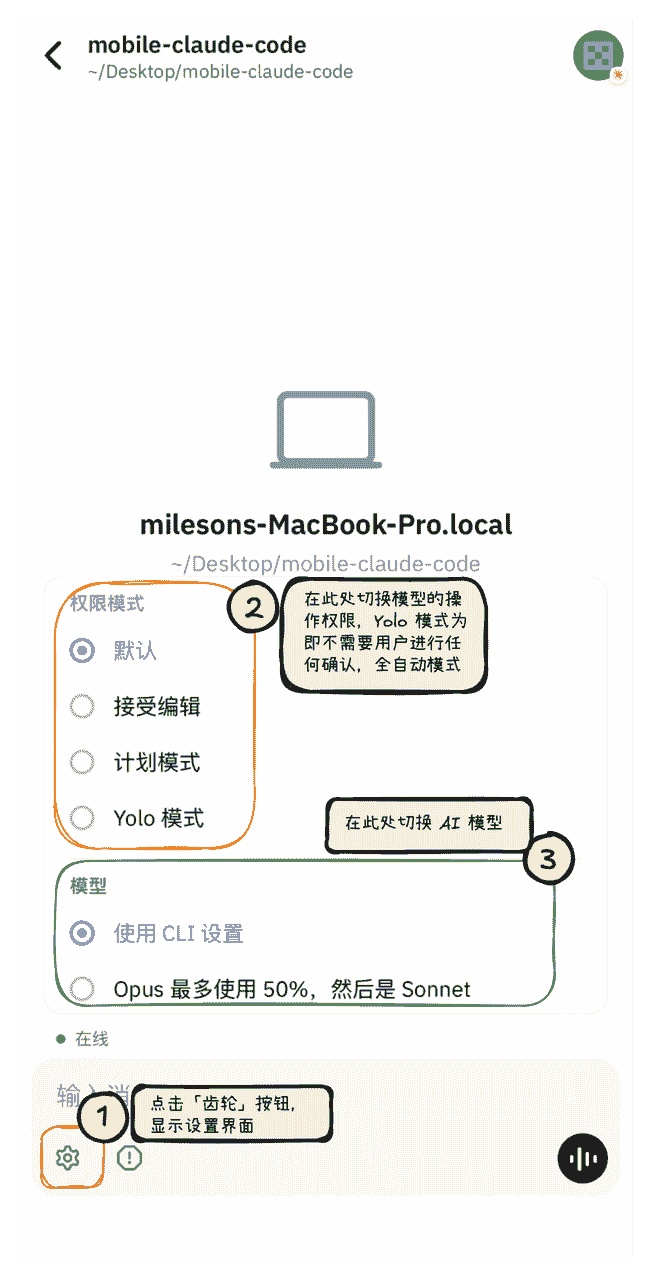 mobile-claude-code
~/Desktop/mobile-claude-code
milesons-MacBook-Pro.local
~/Desktop/mobile-claude-code
权限模式
默认
接受编辑
计划模式
Yolo 模式
2
在此处切换模型的操
作权限，Yolo 模式为
即不需要用户进行任
何确认，全自动模式
在此处切换 AI 模型
3
模型
使用 CLI 设置
Opus 最多使用 50%，然后是 Sonnet
在线
输入消
1
点击「齿轮」按钮，
显示设置界面